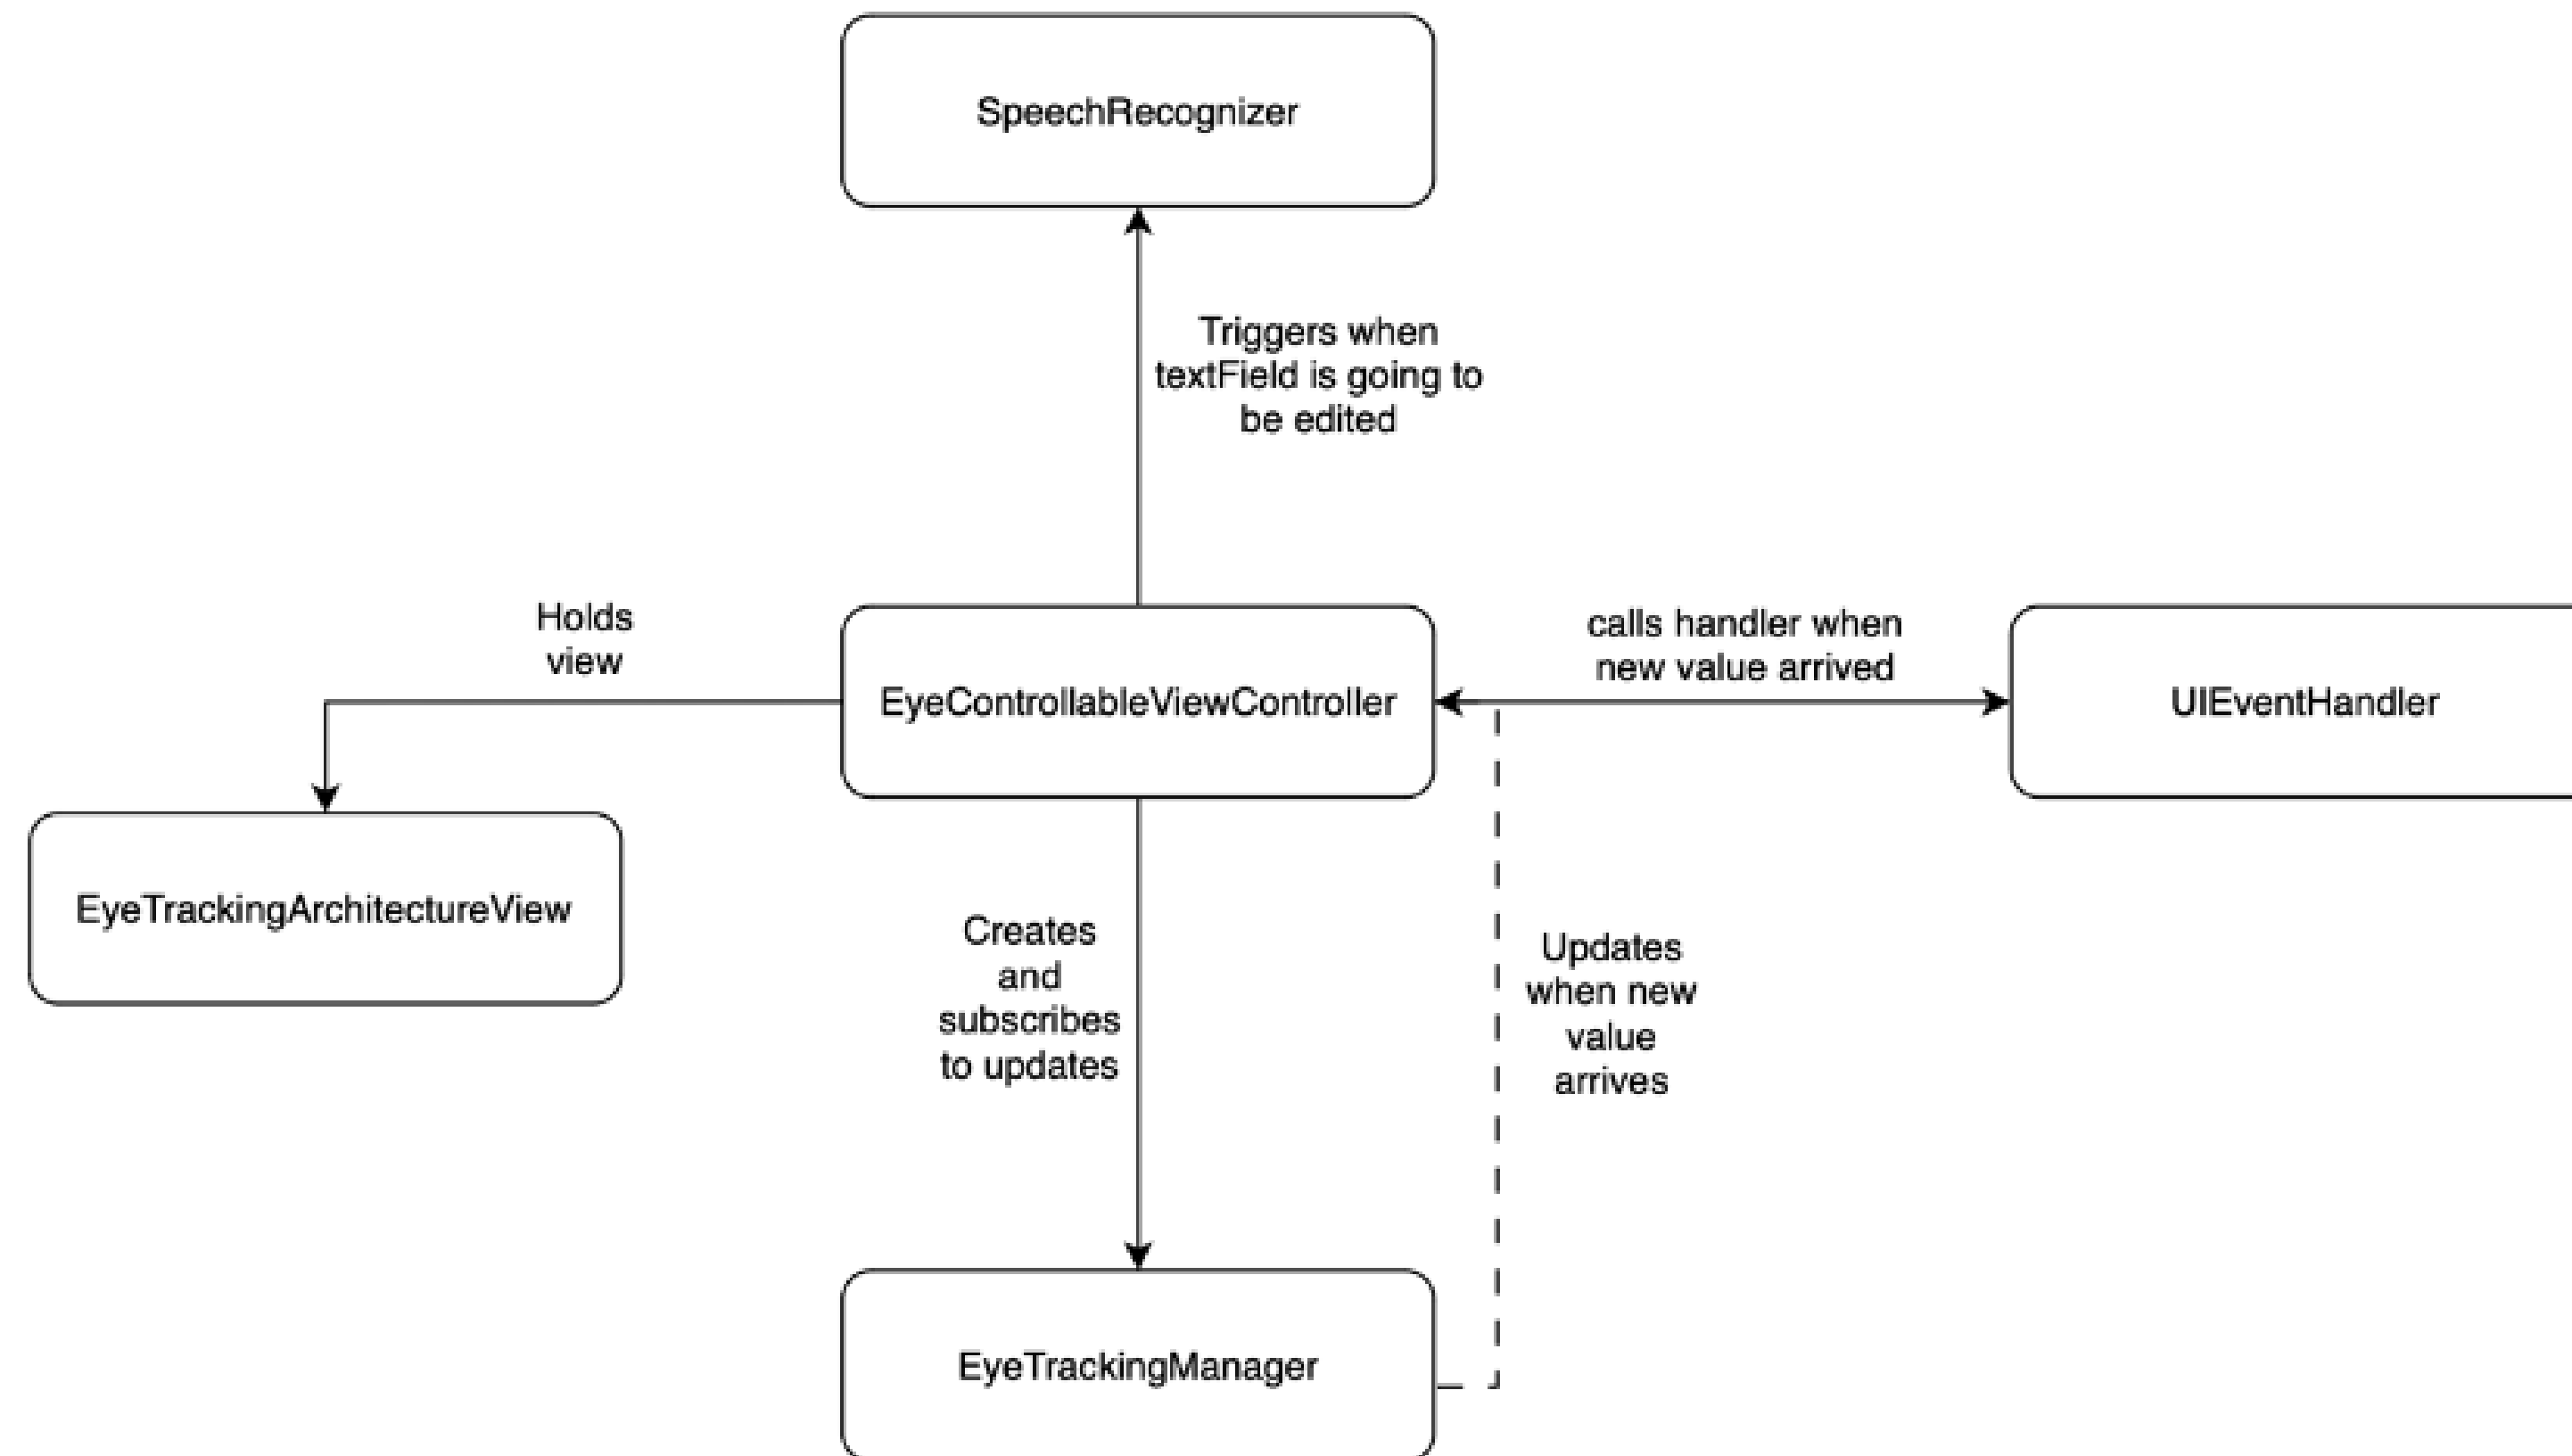 SpeechRecognizer
Triggers when
textField is going to
be edited
Holds
view
calls handler when
new value arrived
EyeControllableViewController
UIEventHandler
EyeTrackingArchitectureView
Creates
and
subscribes
to updates
Updates
when new
value
arrives
EyeTrackingManager